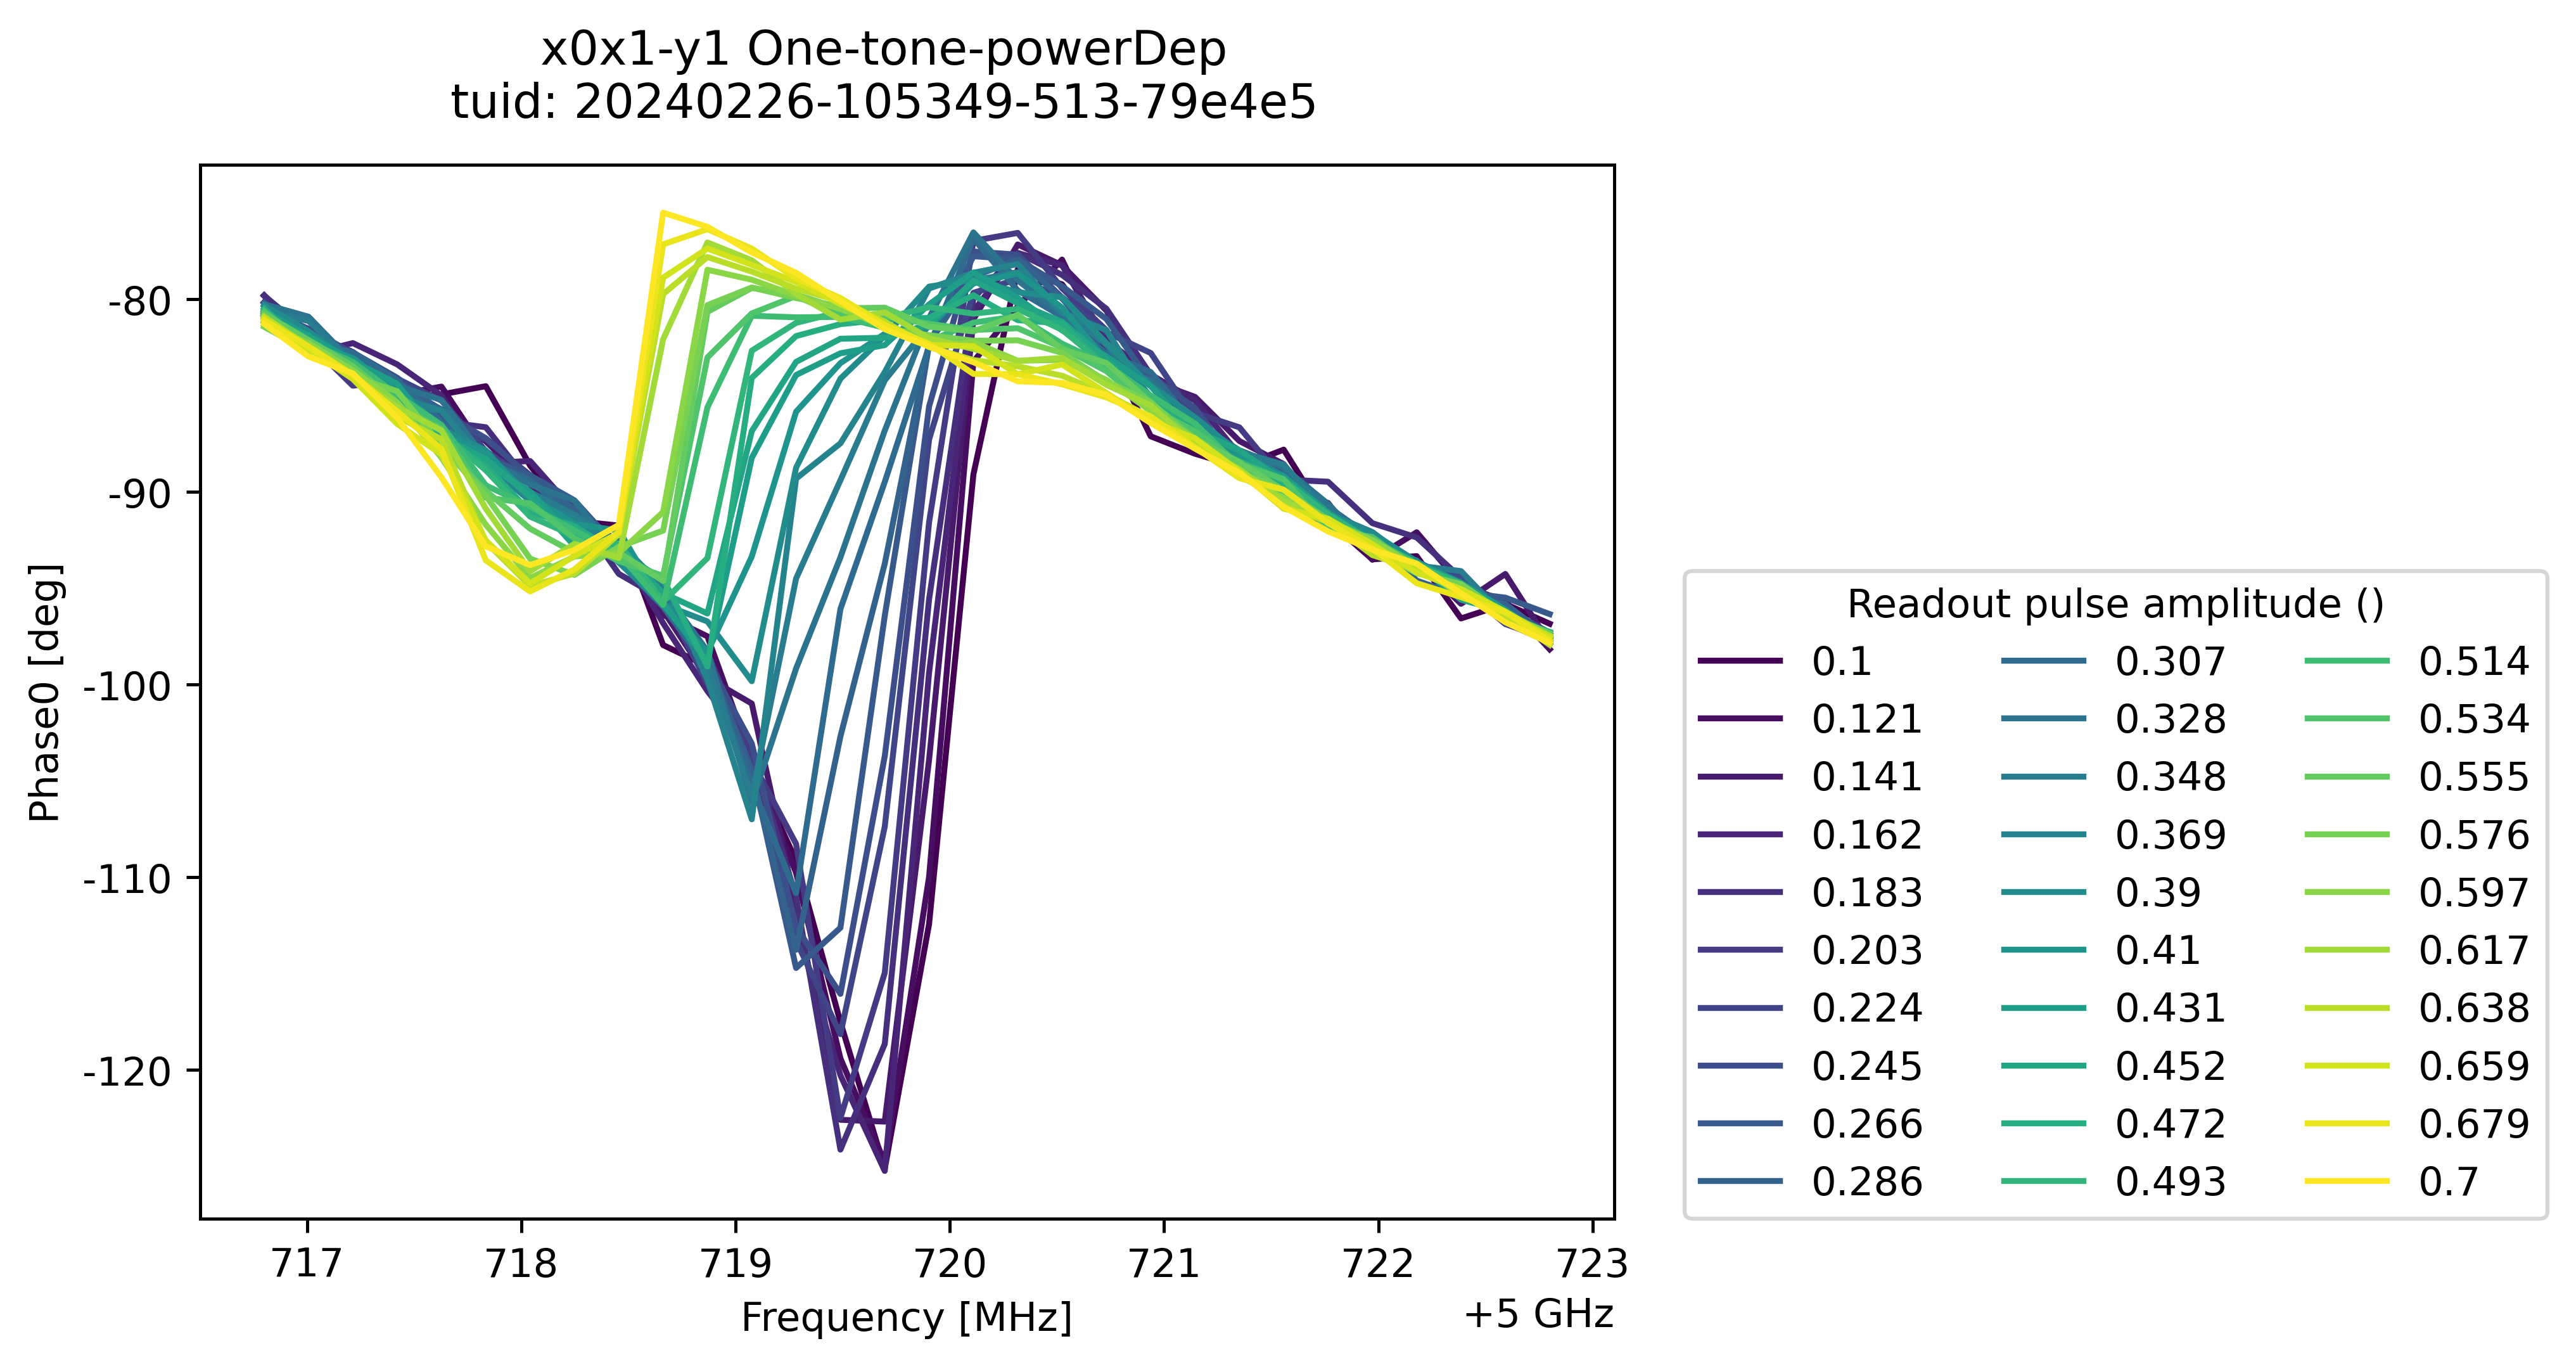 x0x1-y1 One-tone-powerDep
tuid: 20240226-105349-513-79e4e5
Phase0 [deg]
-80
-90
-100
-110
-120
717 718 719 720 721 722 723
Frequency [MHz]
+5 GHz
Readout pulse amplitude ()
0.1 0.307 0.514
0.121 0.328 0.534
0.141 0.348 0.555
0.162 0.369 0.576
0.183 0.39 0.597
0.203 0.41 0.617
0.224 0.431 0.638
0.245 0.452 0.659
0.266 0.472 0.679
0.286 0.493 0.7